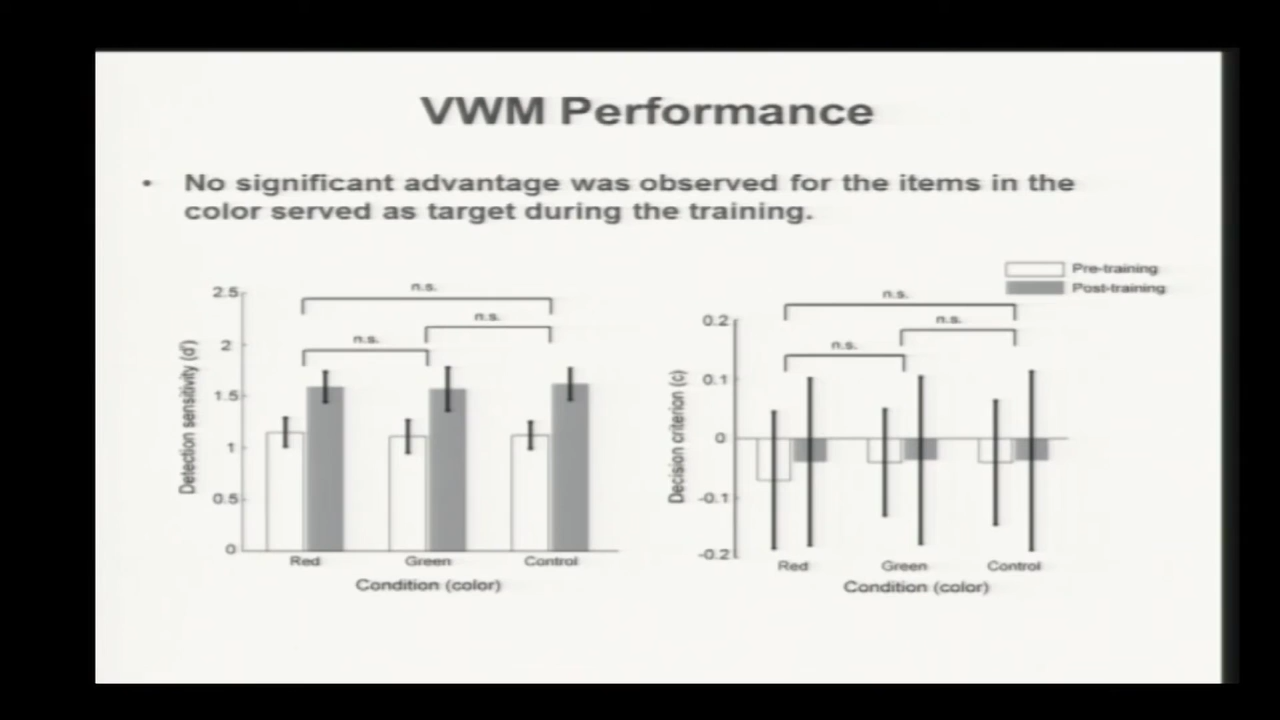 VWM Performance
• No significant advantage was observed for the items in the
color served as target during the training.
Pre-training
Post-training
n.s.
n.s.
n.s.
2.5
2
1.5
1
0.5
0
Detection sensitivity (d')
Red Green Control
Condition (color)
n.s.
n.s.
n.s.
0.2
0.1
0
-0.1
-0.2
Decision criterion (c)
Red Green Control
Condition (color)